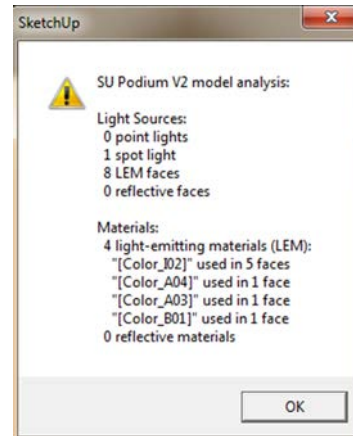 SketchUp
SU Podium V2 model analysis:
Light Sources:
0 point lights
1 spot light
8 LEM faces
0 reflective faces
Materials:
4 light-emitting materials (LEM):
"[Color_I02]" used in 5 faces
"[Color_A04]" used in 1 face
"[Color_A03]" used in 1 face
"[Color_B01]" used in 1 face
0 reflective materials
OK